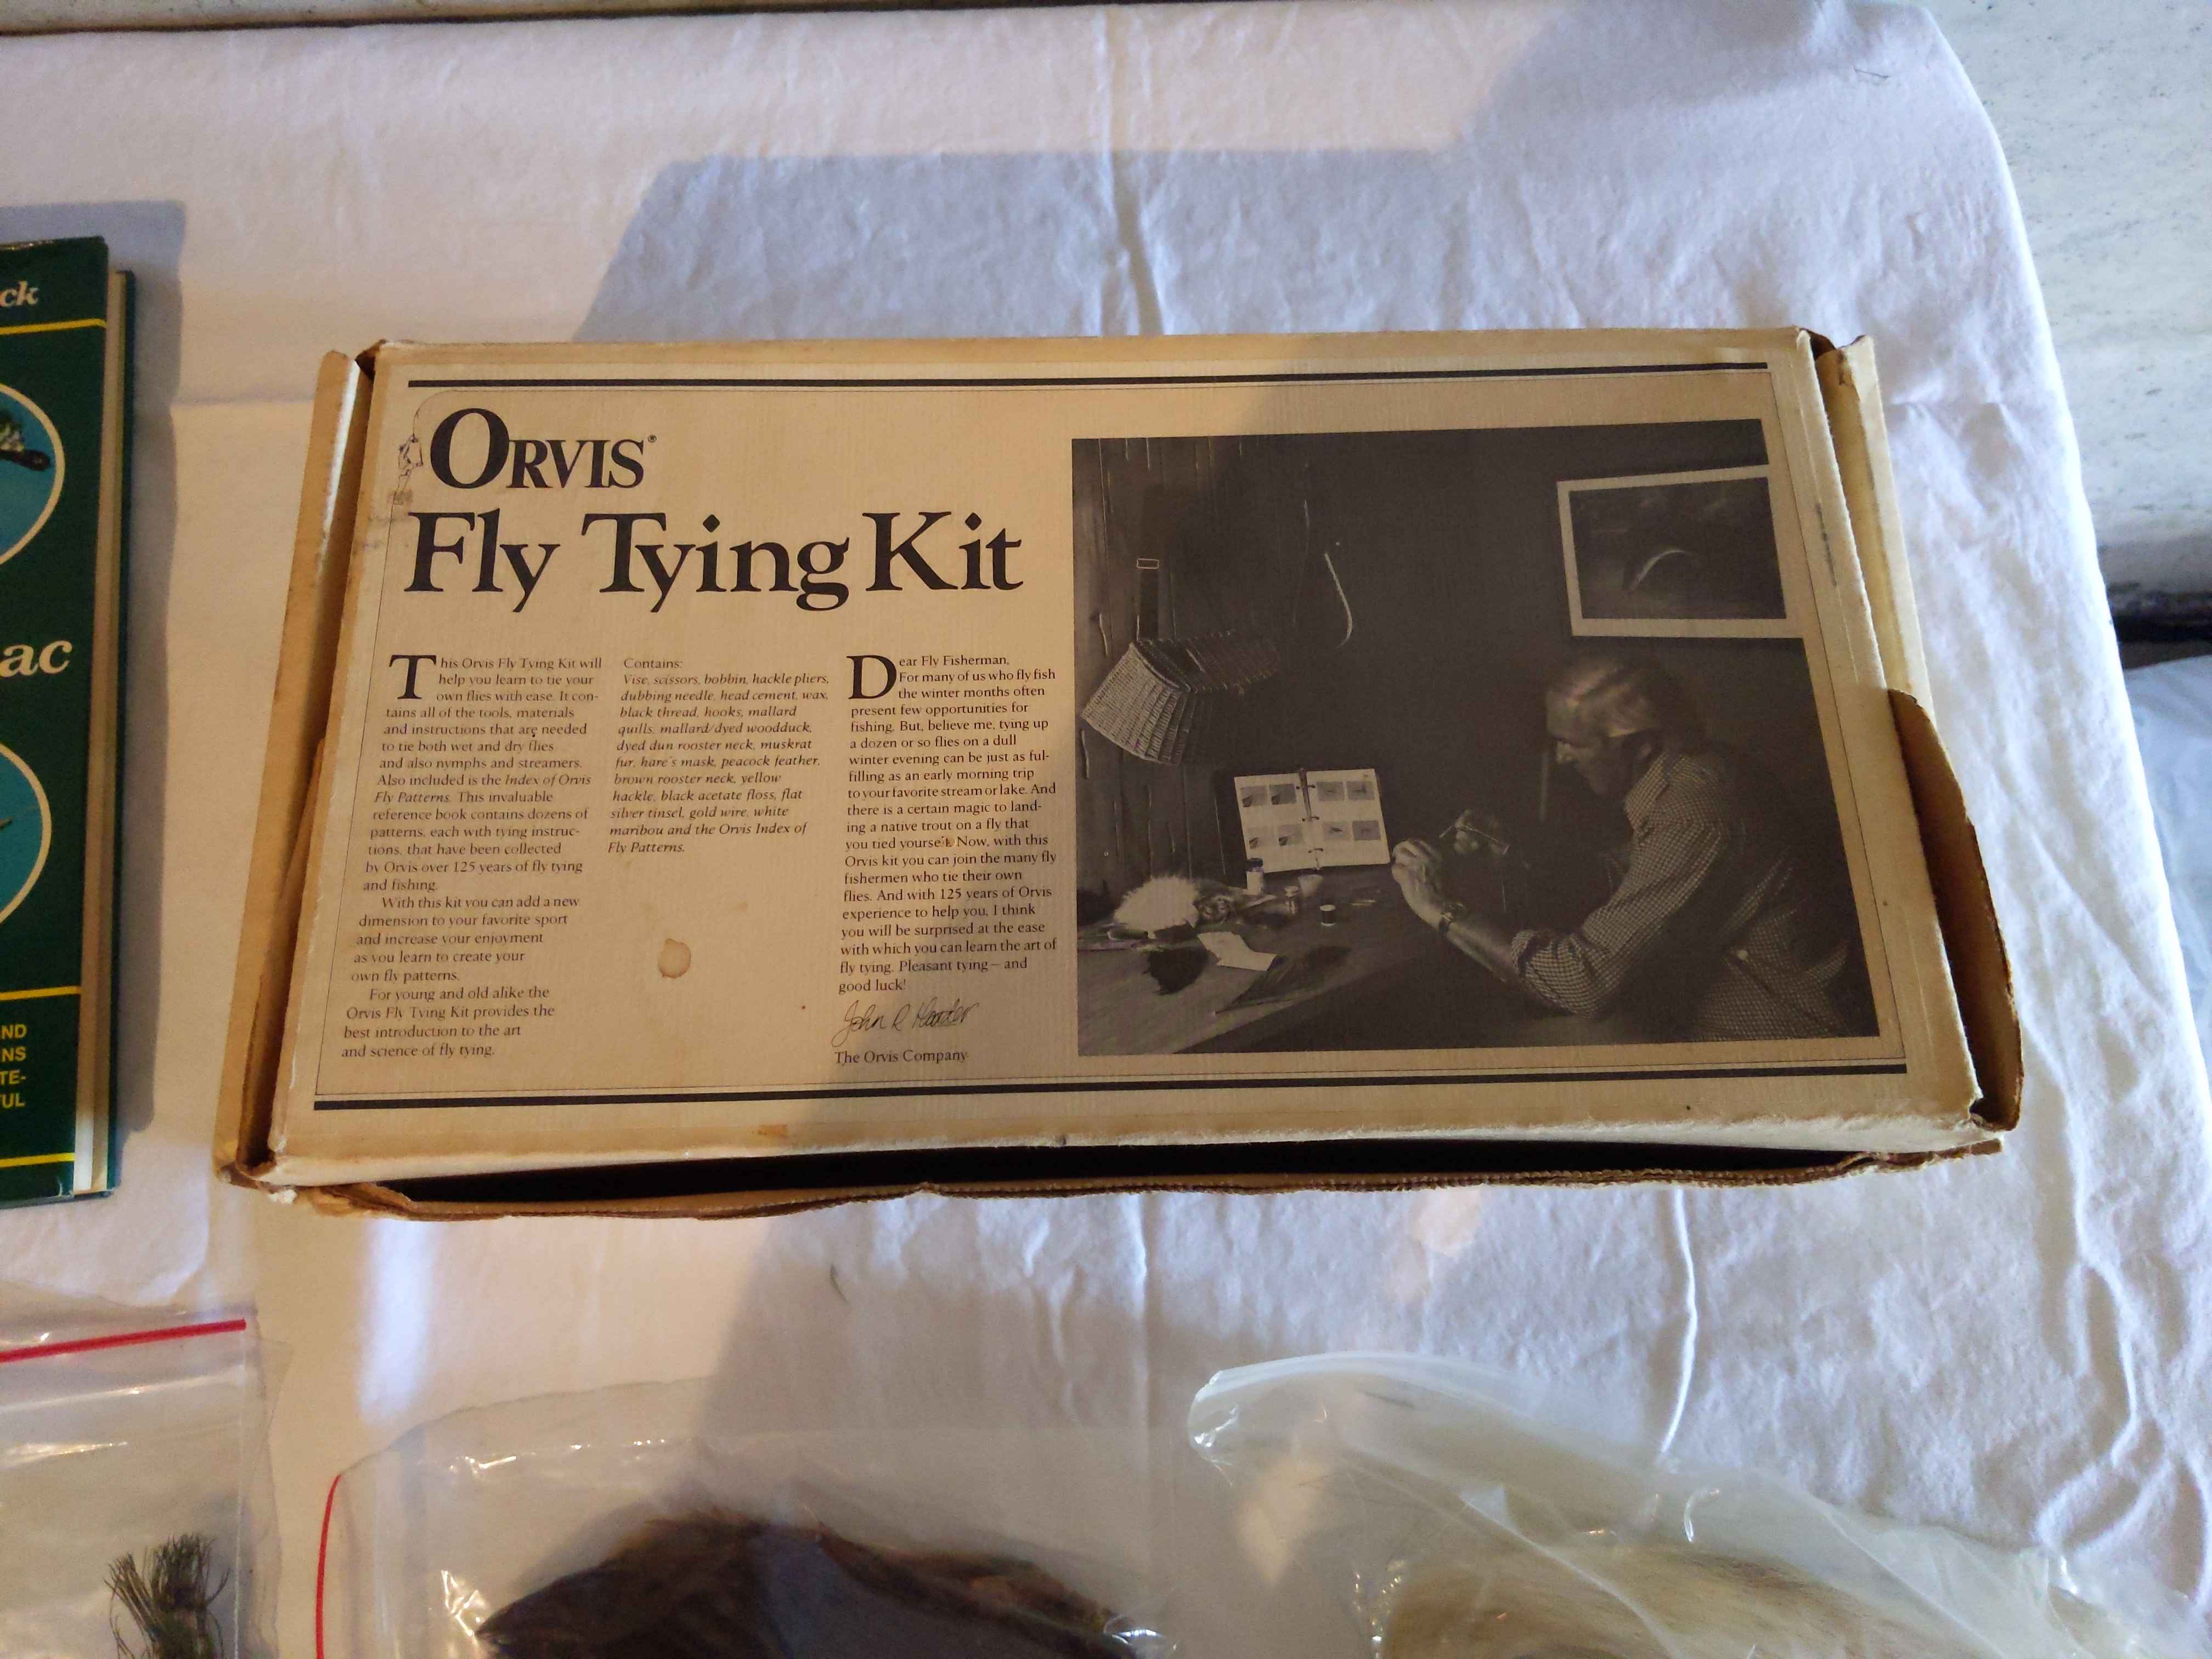 ck
ac
ND
NS
TE-
FUL
ORVIS®
Fly Tying Kit
This Orvis Fly Tying Kit will
help you learn to tie your
own flies with ease. It con-
tains all of the tools, materials
and instructions that are needed
to tie both wet and dry flies
and also nymphs and streamers.
Also included is the Index of Orvis
Fly Patterns. This invaluable
reference book contains dozens of
patterns, each with tying instruc-
tions, that have been collected
by Orvis over 125 years of fly tying
and fishing.
With this kit you can add a new
dimension to your favorite sport
and increase your enjoyment
as you learn to create your
own fly patterns.
For young and old alike the
Orvis Fly Tying Kit provides the
best introduction to the art
and science of fly tying.
Contains:
Vise, scissors, bobbin, hackle pliers,
dubbing needle, head cement, wax,
black thread, hooks, mallard
quills, mallard/dyed woodduck,
dyed dun rooster neck, muskrat
fur, hare's mask, peacock feather,
brown rooster neck, yellow
hackle, black acetate floss, flat
silver tinsel, gold wire, white
maribou and the Orvis Index of
Fly Patterns.
Dear Fly Fisherman,
For many of us who fly fish
the winter months often
present few opportunities for
fishing. But, believe me, tying up
a dozen or so flies on a dull
winter evening can be just as ful-
filling as an early morning trip
to your favorite stream or lake. And
there is a certain magic to land-
ing a native trout on a fly that
you tied yourself. Now, with this
Orvis kit you can join the many fly
fishermen who tie their own
flies. And with 125 years of Orvis
experience to help you, I think
you will be surprised at the ease
with which you can learn the art of
fly tying. Pleasant tying—and
good luck!
John R
The Orvis Company